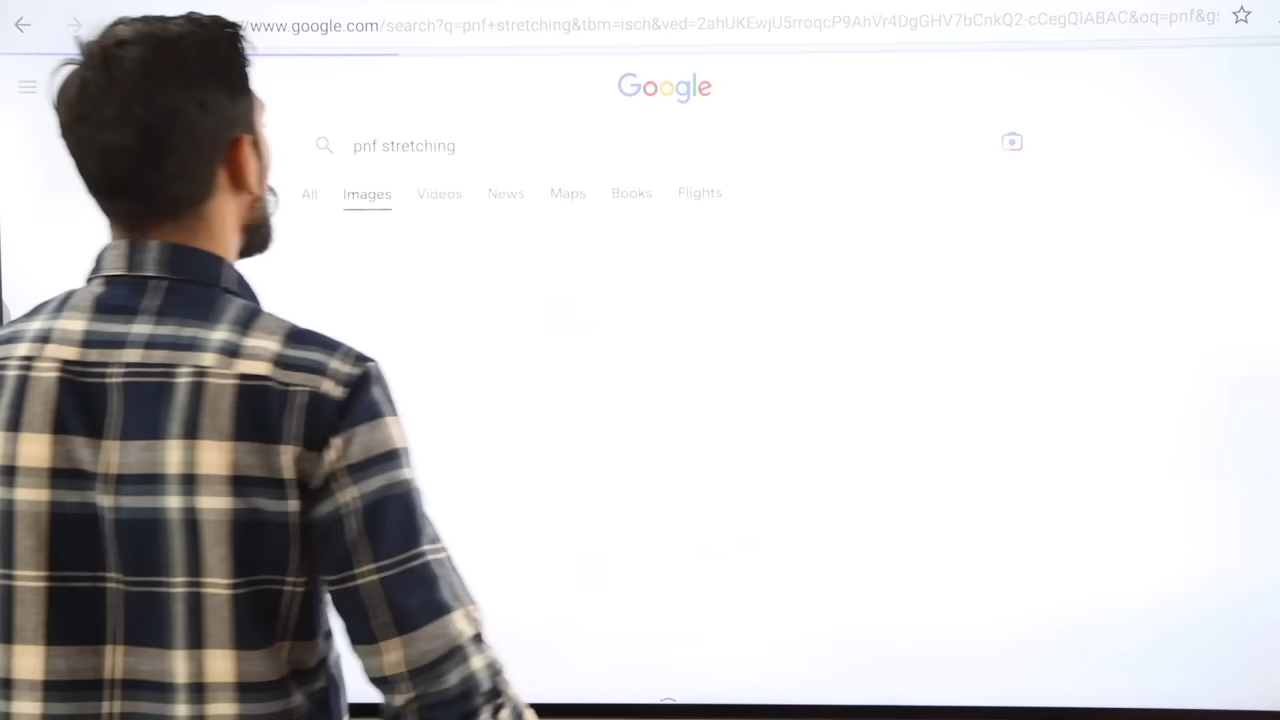 www.google.com/search?q=pnf+stretching&tbm=isch&ved=2ahUKEwjU5rroqcP9AhVr4DgGHV7bCnkQ2-cCegQIABAC&oq=pnf&g
Google
pnf stretching
All Images Videos News Maps Books Flights